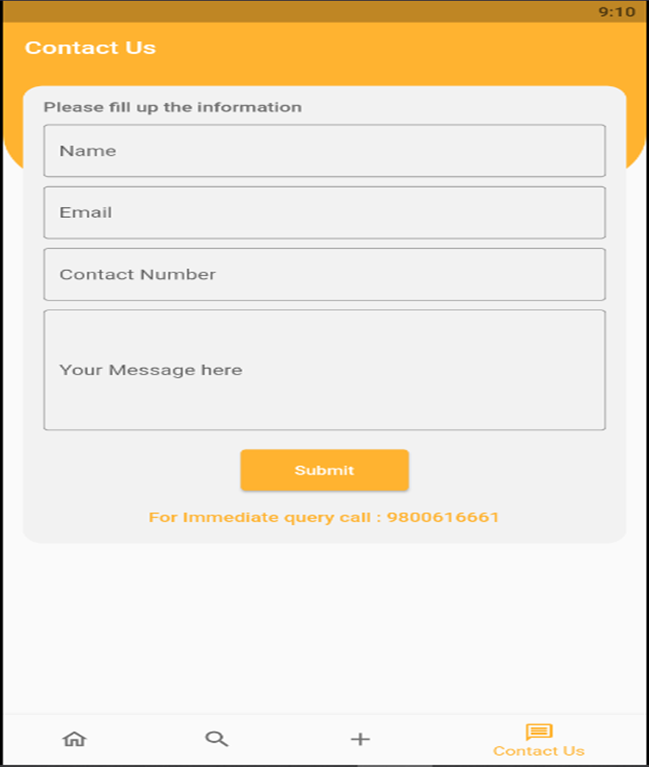 9:10
Contact Us
Please fill up the information
Name
Email
Contact Number
Your Message here
Submit
For Immediate query call : 9800616661
Contact Us